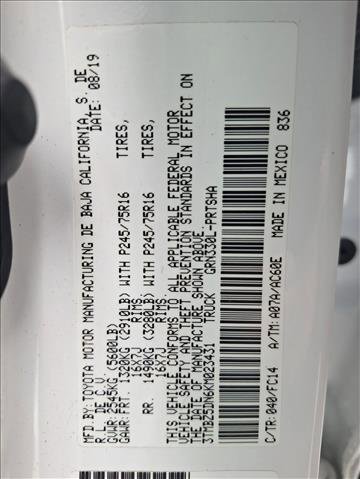 MFD.BY:TOYOTA MOTOR MANUFACTURING DE BAJA CALIFORNIA, S. DE
R.L. DE DATE: 08/19
GVWR:2545KG(5600LB)
GAWR:FRT. 1320KG (2910LB) WITH P245/75R16 TIRES,
16X7J RIMS,
RR. 1490KG (3280LB) WITH P245/75R16 TIRES,
16X7J RIMS,
THIS VEHICLE CONFORMS TO ALL APPLICABLE FEDERAL MOTOR
VEHICLE SAFETY AND THEFT PREVENTION STANDARDS IN EFFECT ON
THE DATE OF MANUFACTURE SHOWN ABOVE.
3TMBZ5DN6KM023431 TRUCK GRN330L-PRTSHA
C/TR:040/FC14 A/TM:A07A/AC60E MADE IN MEXICO 836